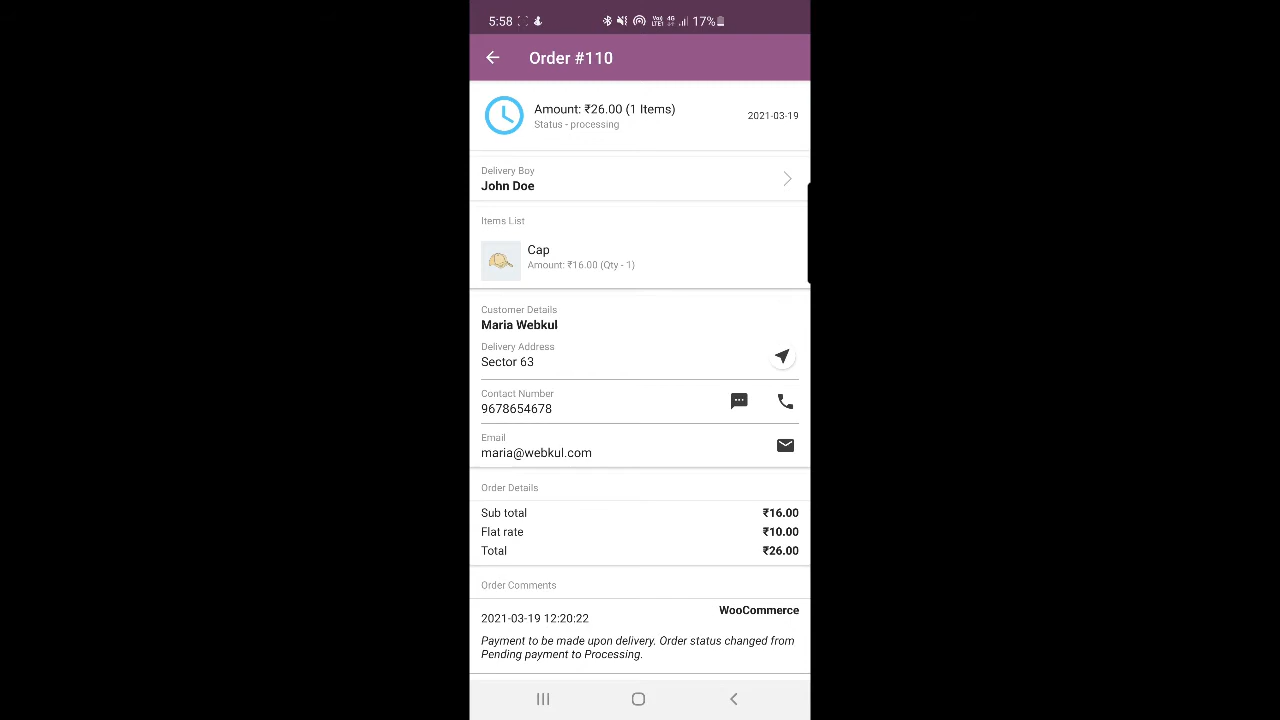 5:58 17%
Order #110
Amount: ₹26.00 (1 Items)
Status - processing
2021-03-19
Delivery Boy
John Doe
Items List
Cap
Amount: ₹16.00 (Qty - 1)
Customer Details
Maria Webkul
Delivery Address
Sector 63
Contact Number
9678654678
Email
maria@webkul.com
Order Details
Sub total ₹16.00
Flat rate ₹10.00
Total ₹26.00
Order Comments
WooCommerce
2021-03-19 12:20:22
Payment to be made upon delivery. Order status changed from
Pending payment to Processing.